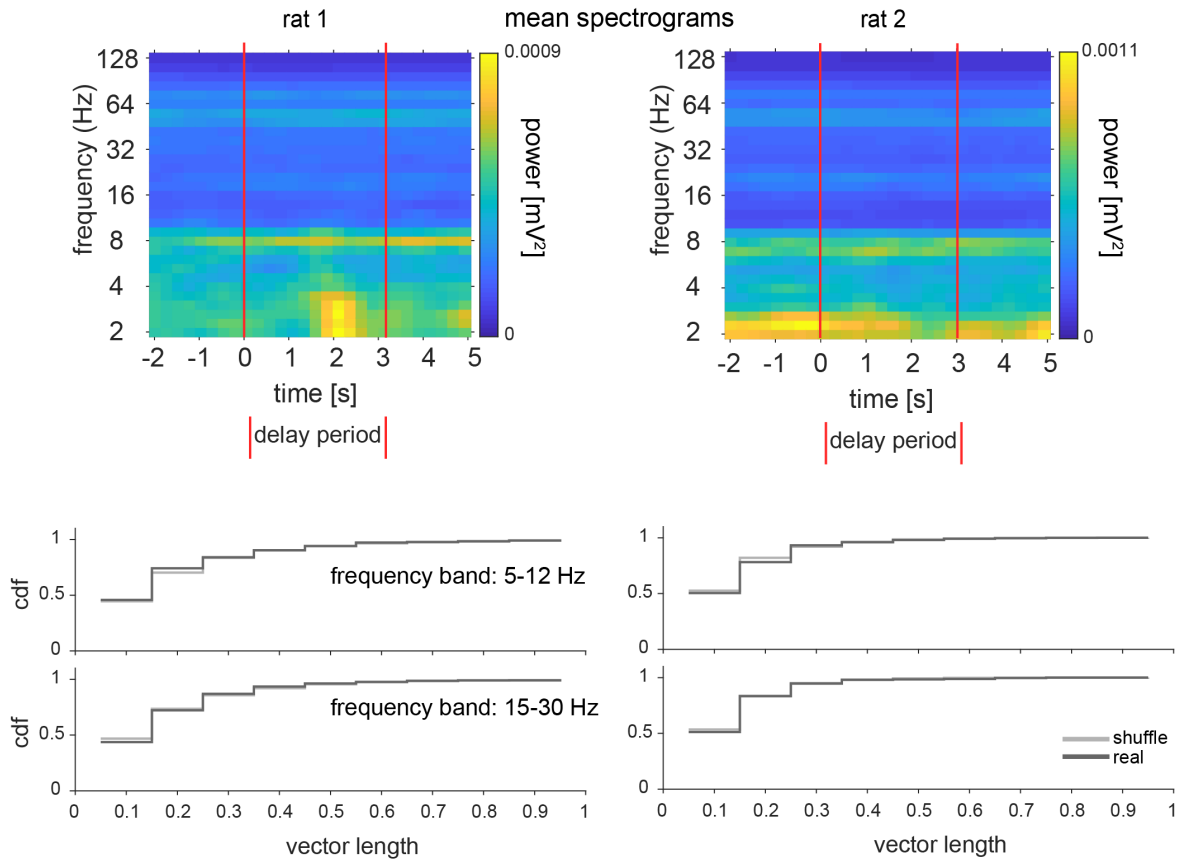 rat 1 mean spectrograms rat 2
128
64
32
16
8
4
2
frequency (Hz)
-2 -1 0 1 2 3 4 5
time [s]
delay period
0.0009
0
power [mV²]
128
64
32
16
8
4
2
frequency (Hz)
-2 -1 0 1 2 3 4 5
time [s]
delay period
0.0011
0
power [mV²]
1
0.5
0
cdf
frequency band: 5-12 Hz
1
0.5
0
1
0.5
0
cdf
frequency band: 15-30 Hz
0 0.1 0.2 0.3 0.4 0.5 0.6 0.7 0.8 0.9 1
vector length
1
0.5
0
shuffle
real
0.1 0.2 0.3 0.4 0.5 0.6 0.7 0.8 0.9 1
vector length